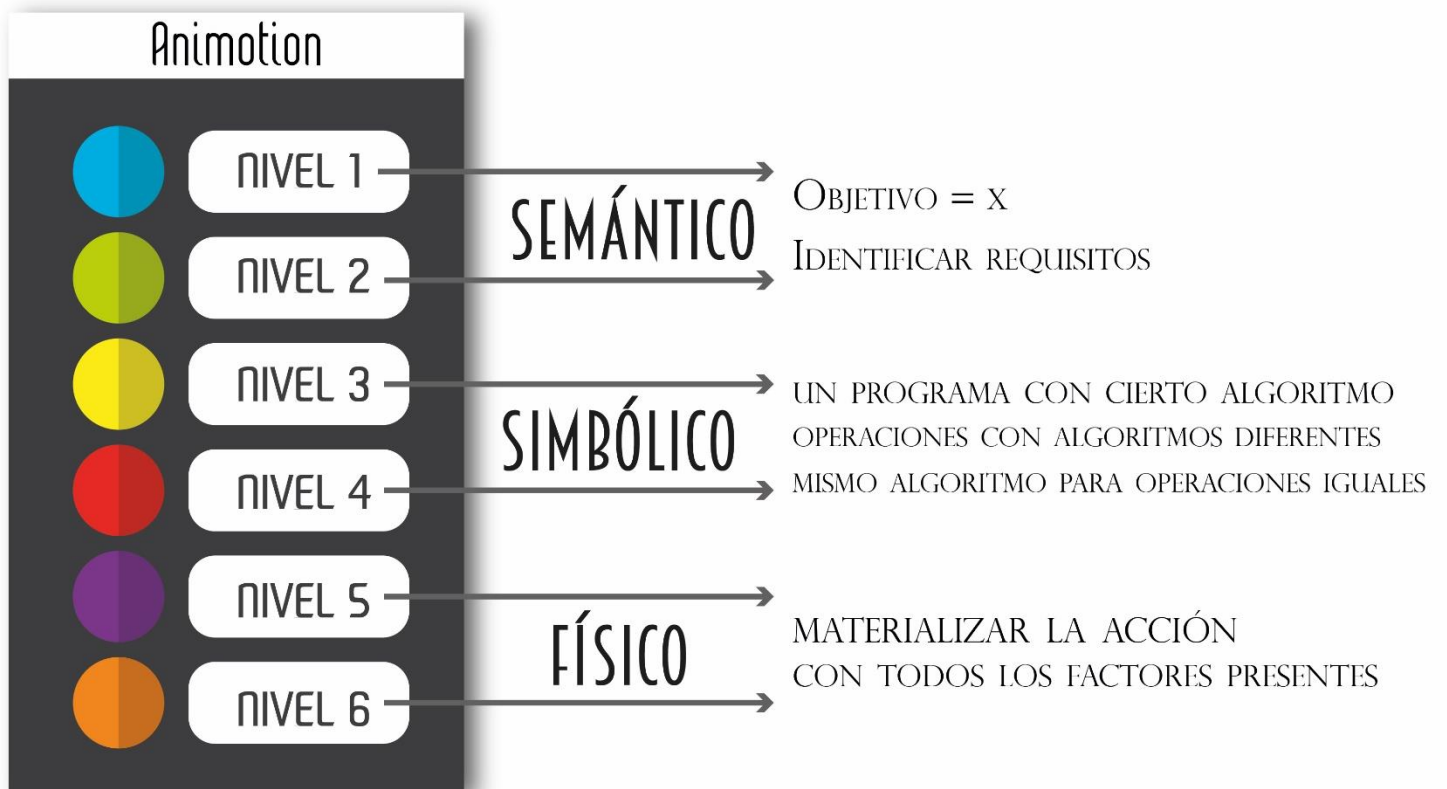 Animotion
NIVEL 1
NIVEL 2
NIVEL 3
NIVEL 4
NIVEL 5
NIVEL 6
SEMÁNTICO
Objetivo = x
Identificar requisitos
SIMBÓLICO
un programa con cierto algoritmo
operaciones con algoritmos diferentes
mismo algoritmo para operaciones iguales
FÍSICO
materializar la acción
con todos los factores presentes